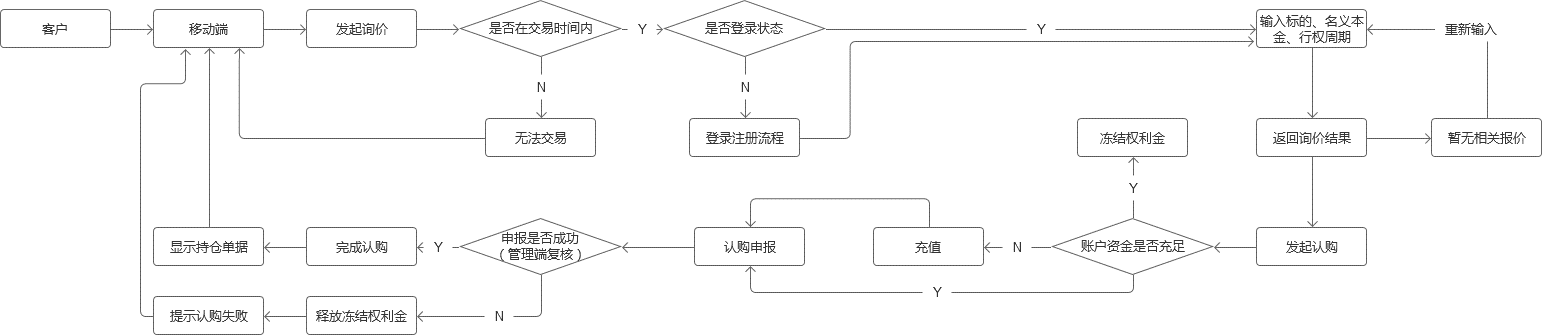 客户
移动端
发起询价
是否在交易时间内
Y
是否登录状态
Y
输入标的、名义本
金、行权周期
重新输入
N
N
无法交易
登录注册流程
冻结权利金
返回询价结果
暂无相关报价
Y
显示持仓单据
完成认购
Y
申报是否成功
（管理端复核）
认购申报
充值
N
账户资金是否充足
发起认购
Y
提示认购失败
释放冻结权利金
N